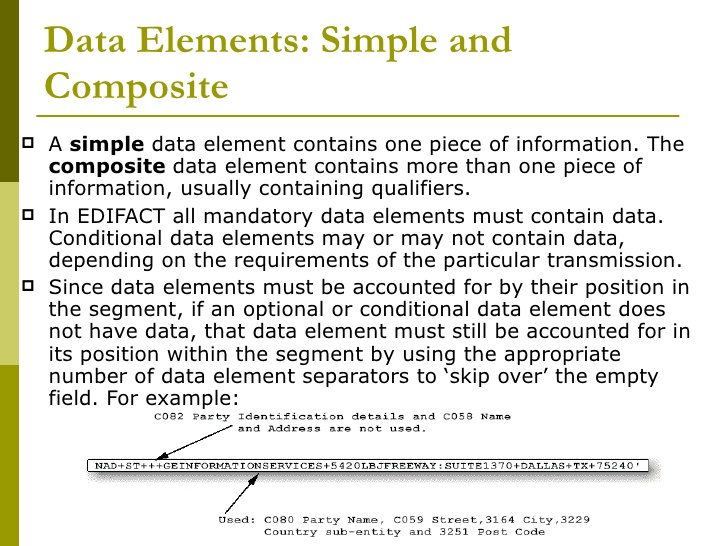 Data Elements: Simple and
Composite
A simple data element contains one piece of information. The
composite data element contains more than one piece of
information, usually containing qualifiers.
In EDIFACT all mandatory data elements must contain data.
Conditional data elements may or may not contain data,
depending on the requirements of the particular transmission.
Since data elements must be accounted for by their position in
the segment, if an optional or conditional data element does
not have data, that data element must still be accounted for in
its position within the segment by using the appropriate
number of data element separators to ‘skip over’ the empty
field. For example:
C082 Party Identification details and C058 Name
and Address are not used.
NAD+ST+++GEINFORMATIONSERVICES+5420LBJFREEWAY:SUITE1370+DALLAS+TX+75240'
Used: C080 Party Name, C059 Street,3164 City,3229
Country sub-entity and 3251 Post Code